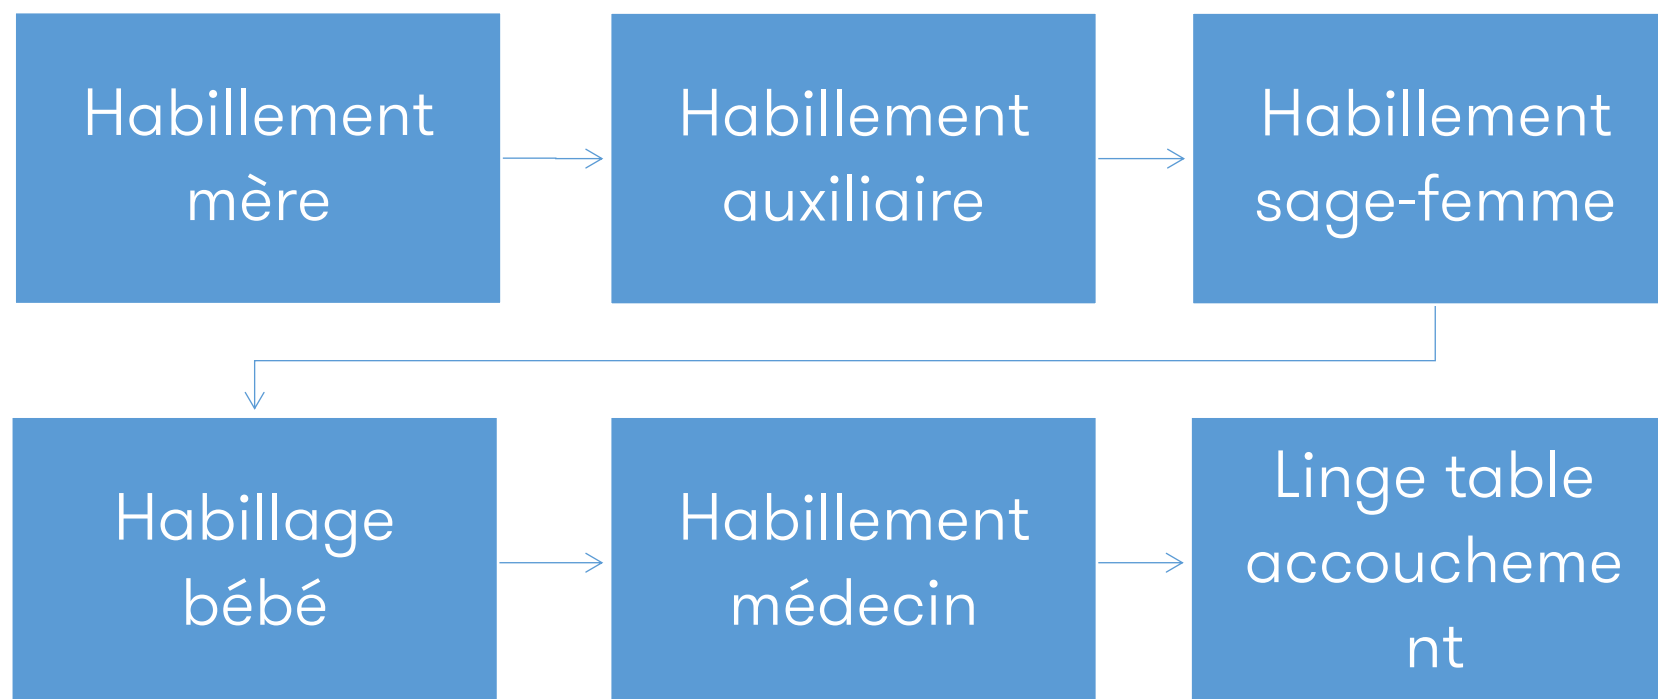 Habillement
mère
Habillement
auxiliaire
Habillement
sage-femme
Habillage
bébé
Habillement
médecin
Linge table
accoucheme
nt